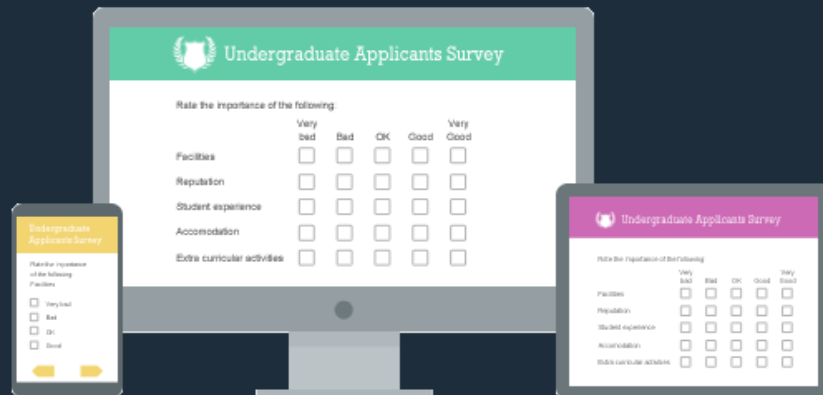 Undergraduate Applicants Survey
Rate the importance of the following:
Very bad Bad OK Good Very Good
Facilities
Reputation
Student experience
Accomodation
Extra curricular activities
Undergraduate
Applicants Survey
Rate the importance
of the following
Facilities
Very bad
Bad
OK
Good
Undergraduate Applicants Survey
Rate the importance of the following
Very bad Bad OK Good Very Good
Facilities
Reputation
Student experience
Accomodation
Extra curricular activities